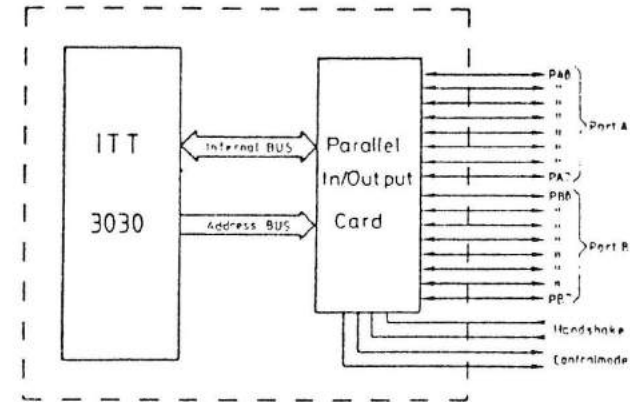 ITT
3030
Internal BUS
Address BUS
Parallel
In/Output
Card
PA0
"
"
"
"
"
"
PA7
Port A
PB0
"
"
"
"
"
"
PB7
Port B
Handshake
Controlmode